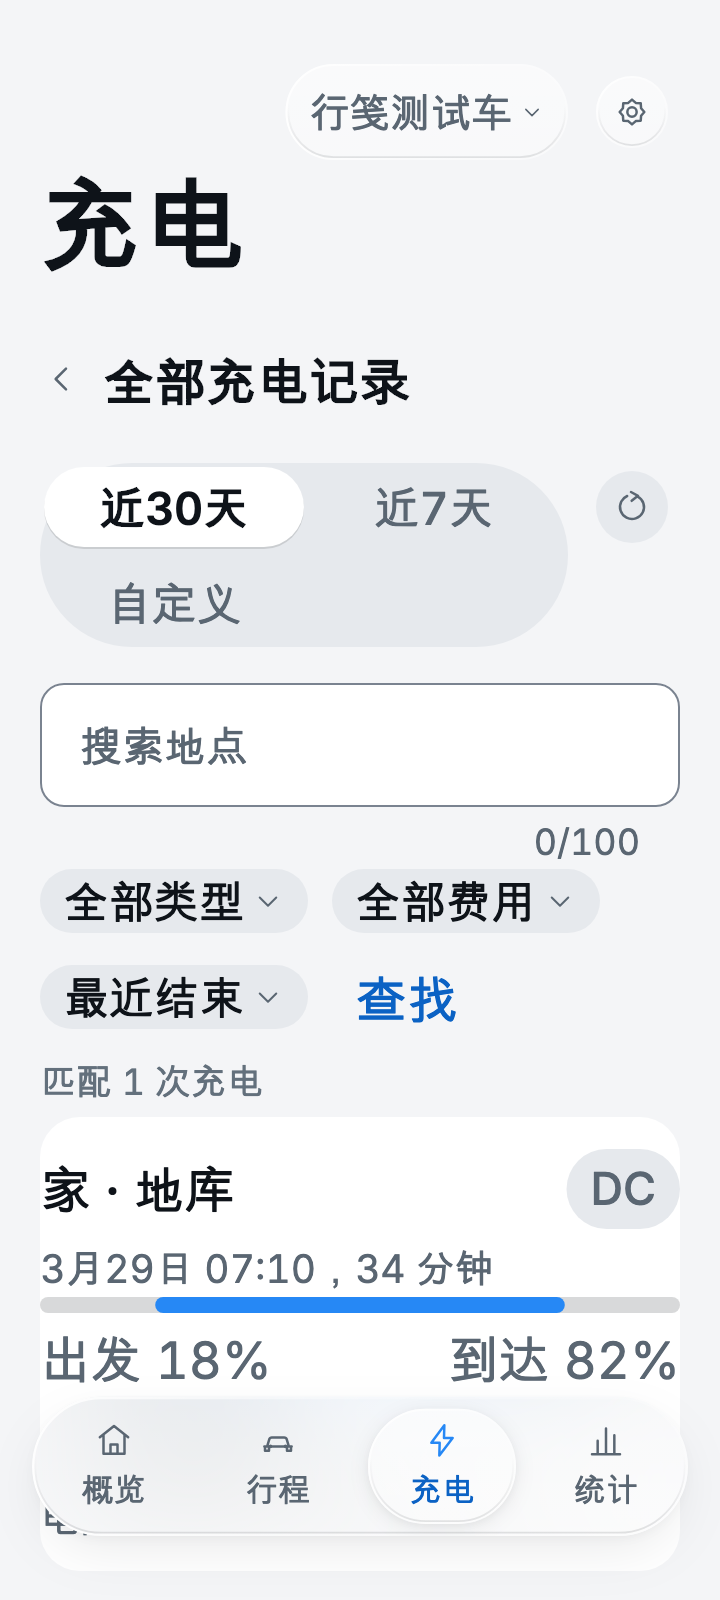 行笺测试车
充电
全部充电记录
近30天 近7天
自定义
搜索地点
0/100
全部类型 全部费用
最近结束 查找
匹配 1 次充电
家 · 地库 DC
3月29日 07:10，34 分钟
出发 18% 到达 82%
概览 行程 充电 统计